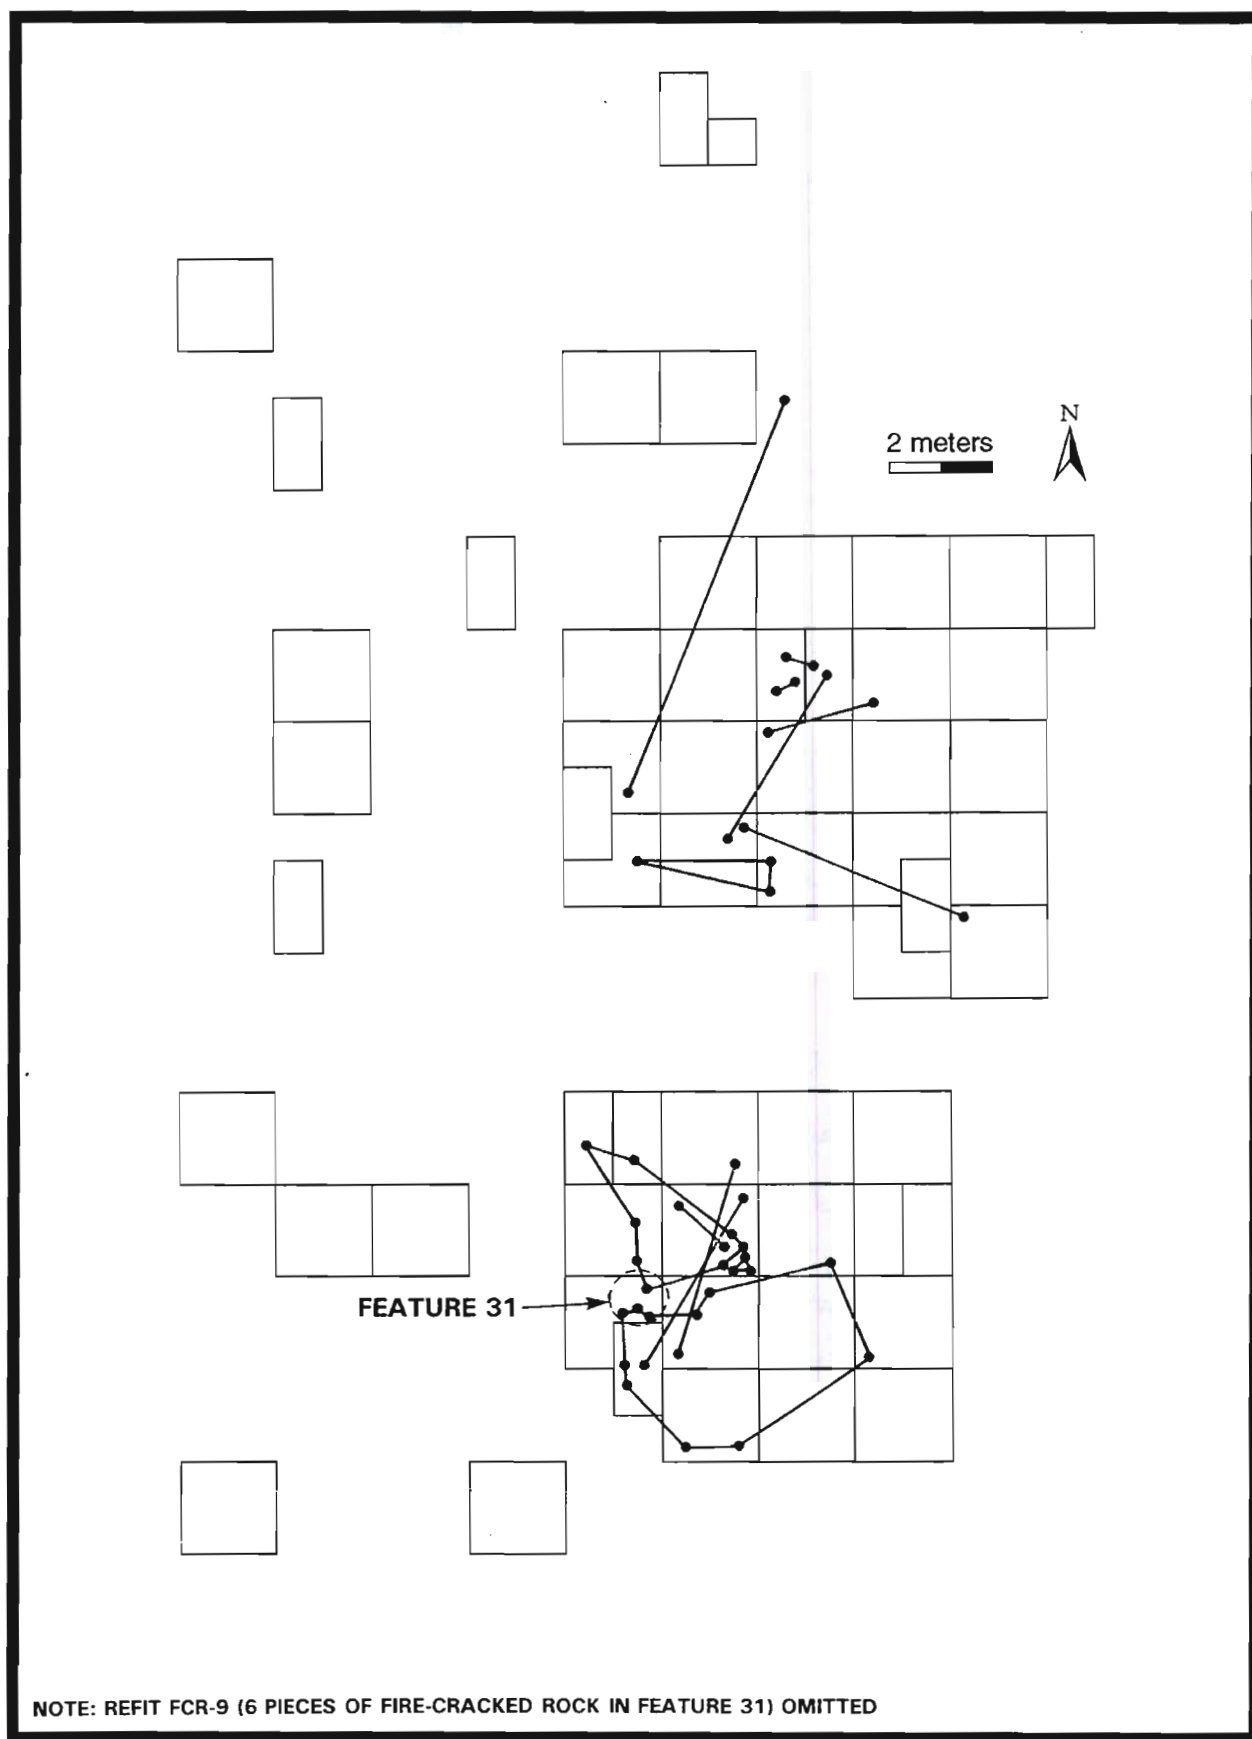 N
2 meters
FEATURE 31
NOTE: REFIT FCR-9 (6 PIECES OF FIRE-CRACKED ROCK IN FEATURE 31) OMITTED